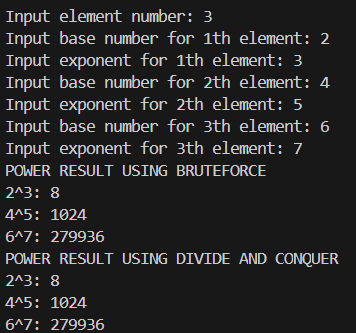 Input element number: 3
Input base number for 1th element: 2
Input exponent for 1th element: 3
Input base number for 2th element: 4
Input exponent for 2th element: 5
Input base number for 3th element: 6
Input exponent for 3th element: 7
POWER RESULT USING BRUTEFORCE
2^3: 8
4^5: 1024
6^7: 279936
POWER RESULT USING DIVIDE AND CONQUER
2^3: 8
4^5: 1024
6^7: 279936